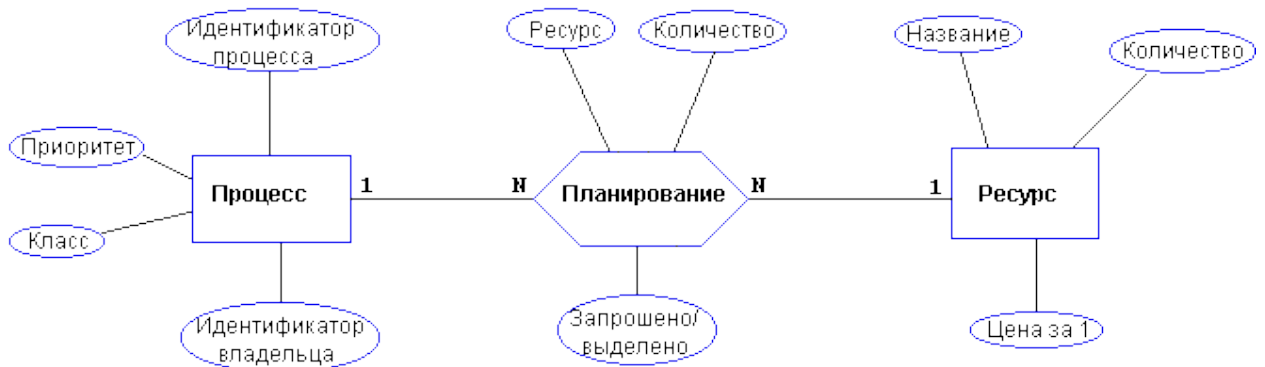 Идентификатор
процесса
Ресурс
Количество
Название
Количество
Приоритет
Процесс
1
N
Планирование
N
1
Ресурс
Класс
Идентификатор
владельца
Запрошено/
выделено
Цена за 1